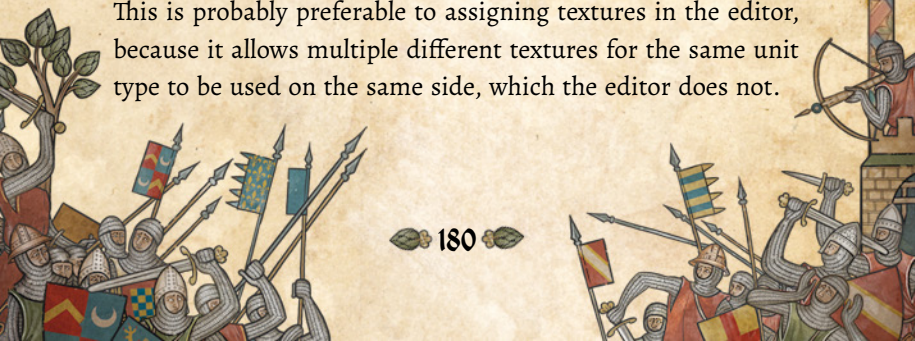 This is probably preferable to assigning textures in the editor,
because it allows multiple different textures for the same unit
type to be used on the same side, which the editor does not.
180